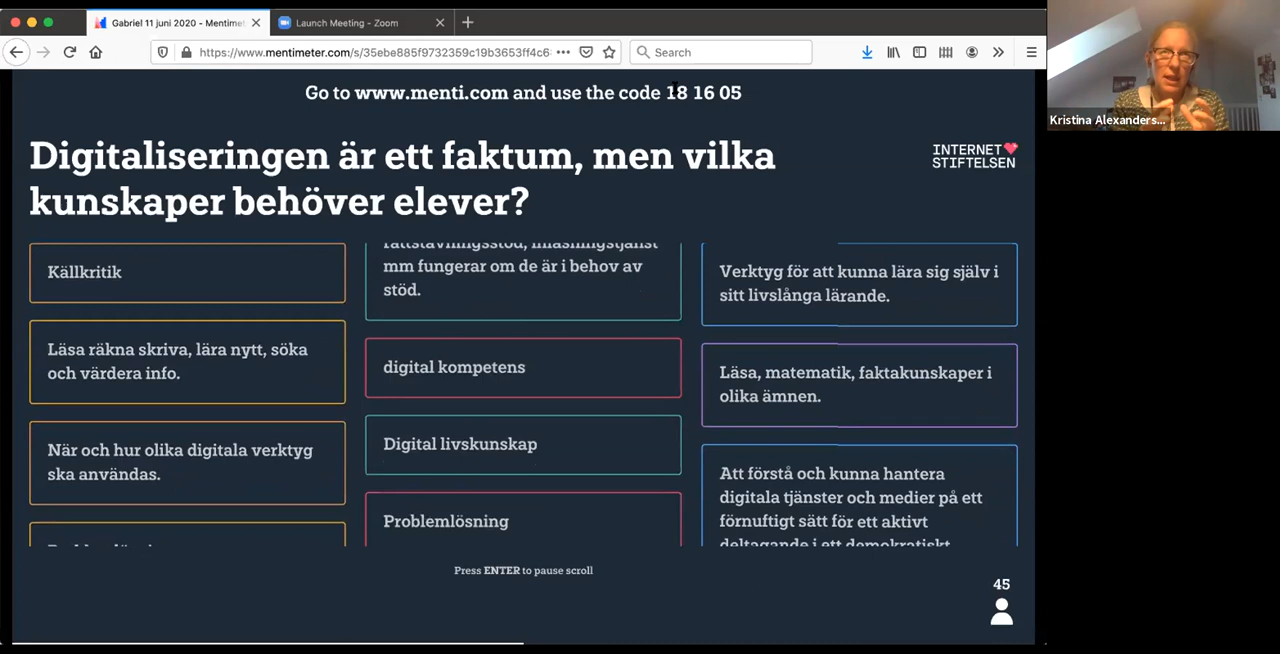 Gabriel 11 juni 2020 - Mentime
Launch Meeting - Zoom
https://www.mentimeter.com/s/35ebe885f9732359c19b3653ff4c6
Search
Kristina Alexanders...
Go to www.menti.com and use the code 18 16 05
Digitaliseringen är ett faktum, men vilka
kunskaper behöver elever?
INTERNET
STIFTELSEN
Källkritik
Läsa räkna skriva, lära nytt, söka
och värdera info.
När och hur olika digitala verktyg
ska användas.
rättstavningsstöd, inläsningstjänst
mm fungerar om de är i behov av
stöd.
digital kompetens
Digital livskunskap
Problemlösning
Verktyg för att kunna lära sig själv i
sitt livslånga lärande.
Läsa, matematik, faktakunskaper i
olika ämnen.
Att förstå och kunna hantera
digitala tjänster och medier på ett
förnuftigt sätt för ett aktivt
deltagande i ett demokratiskt
Press ENTER to pause scroll
45